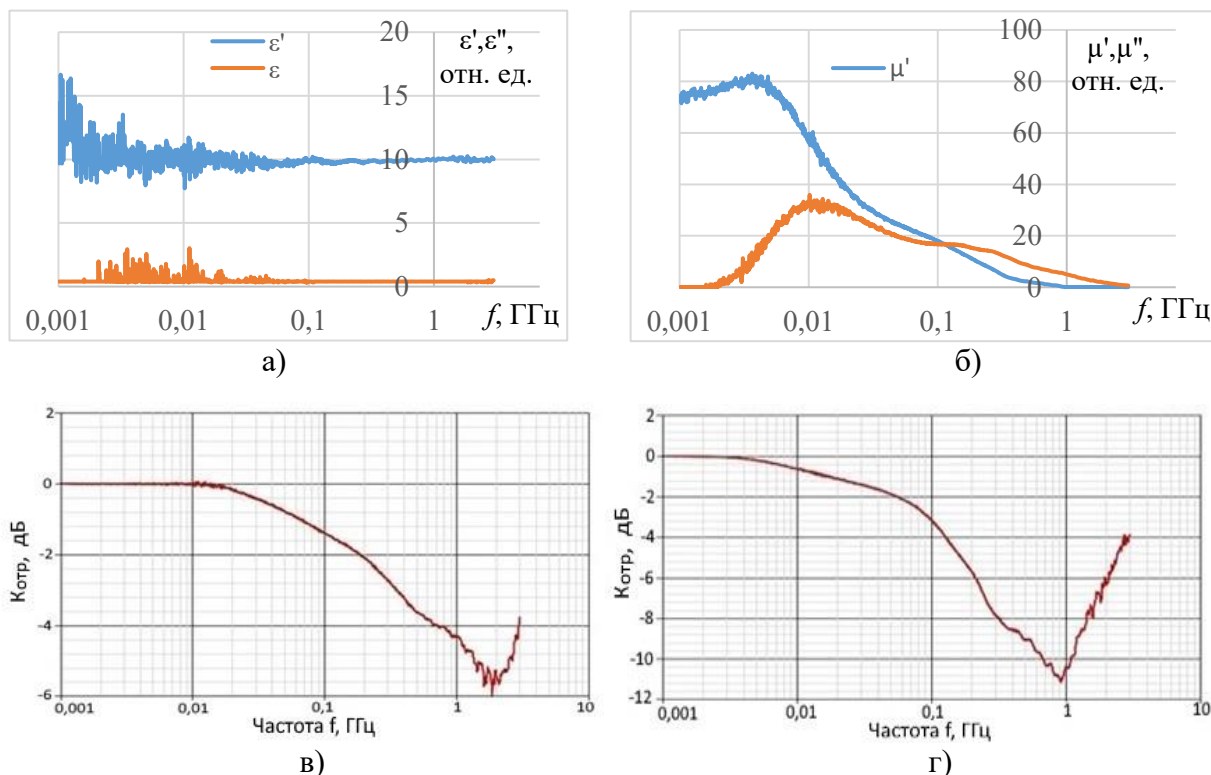 20
15
10
5
0
ε'
ε
ε',ε",
отн. ед.
0,001
0,01
0,1
1
f, ГГц
а)
100
80
60
40
20
0
μ'
μ',μ",
отн. ед.
0,001
0,01
0,1
1
f, ГГц
б)
2
0
-2
-4
-6
Kотр, дБ
0,001
0,01
0,1
1
10
Частота f, ГГц
в)
2
0
-2
-4
-6
-8
-10
-12
Kотр, дБ
0,001
0,01
0,1
1
10
Частота f, ГГц
г)